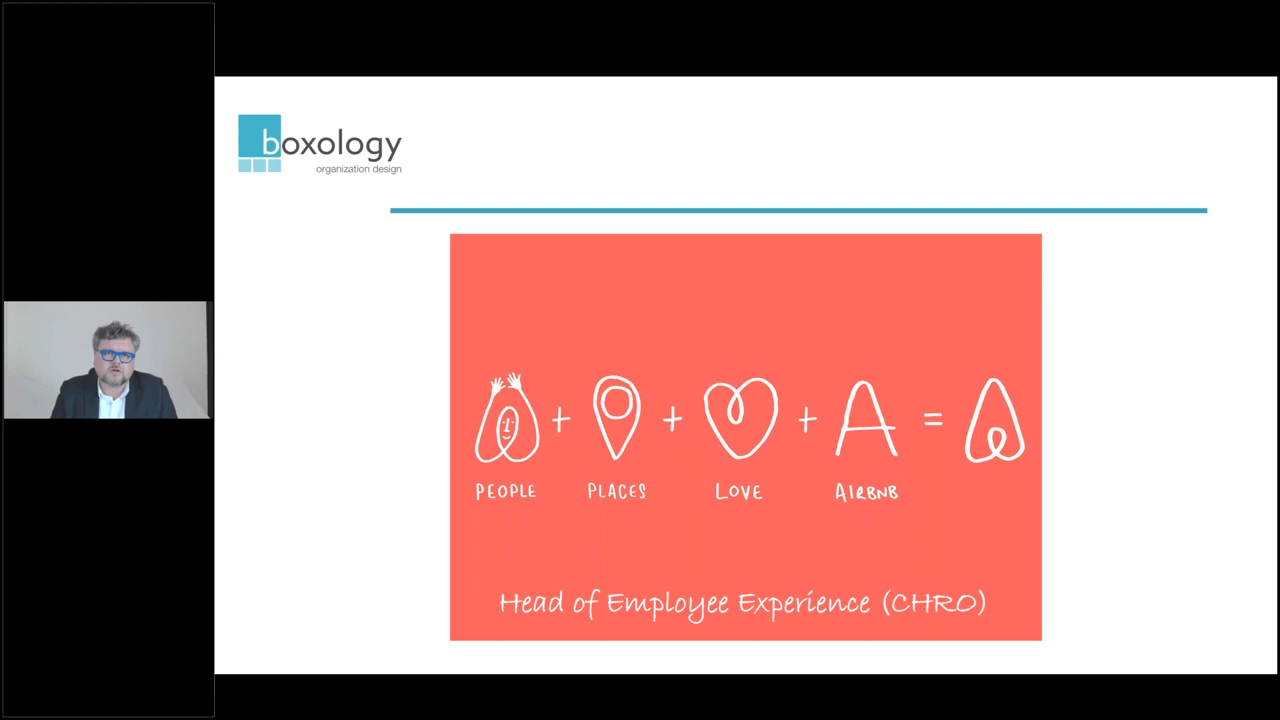 boxology
organization design
+ + + =
PEOPLE PLACES LOVE AIRBNB
Head of Employee Experience (CHRO)